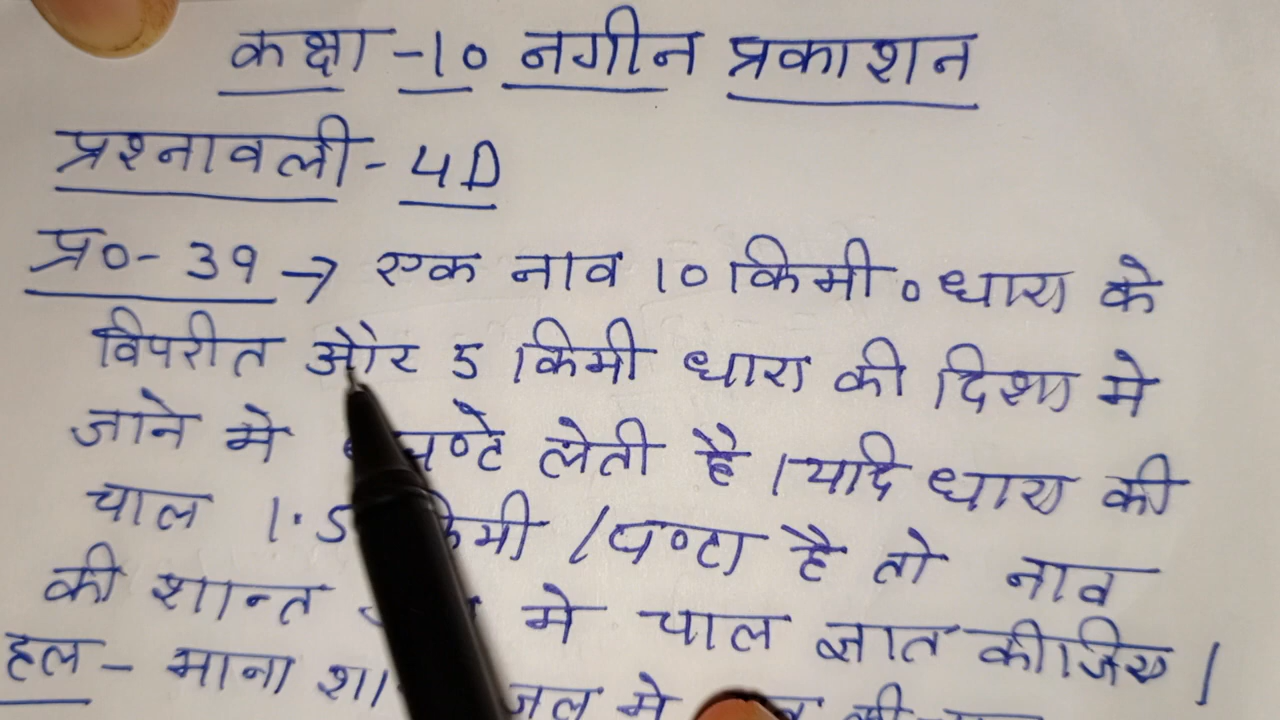 कक्षा -10 नगीन प्रकाशन
प्रश्नावली - 4D
प्र०- 39 → एक नाव 10 किमी० धारा के
विपरीत और 5 किमी धारा की दिशा मे
जाने मे घण्टे लेती है।यदि धारा की
चाल 1.5 किमी /घण्टा है तो नाव
की शान्त मे चाल ज्ञात कीजिए।
हल - माना जल मे की